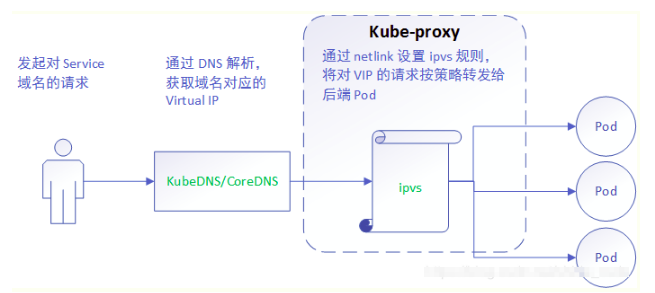 Kube-proxy
发起对 Service
域名的请求
通过 DNS 解析，
获取域名对应的
Virtual IP
通过 netlink 设置 ipvs 规则，
将对 VIP 的请求按策略转发给
后端 Pod
KubeDNS/CoreDNS
ipvs
Pod
Pod
Pod